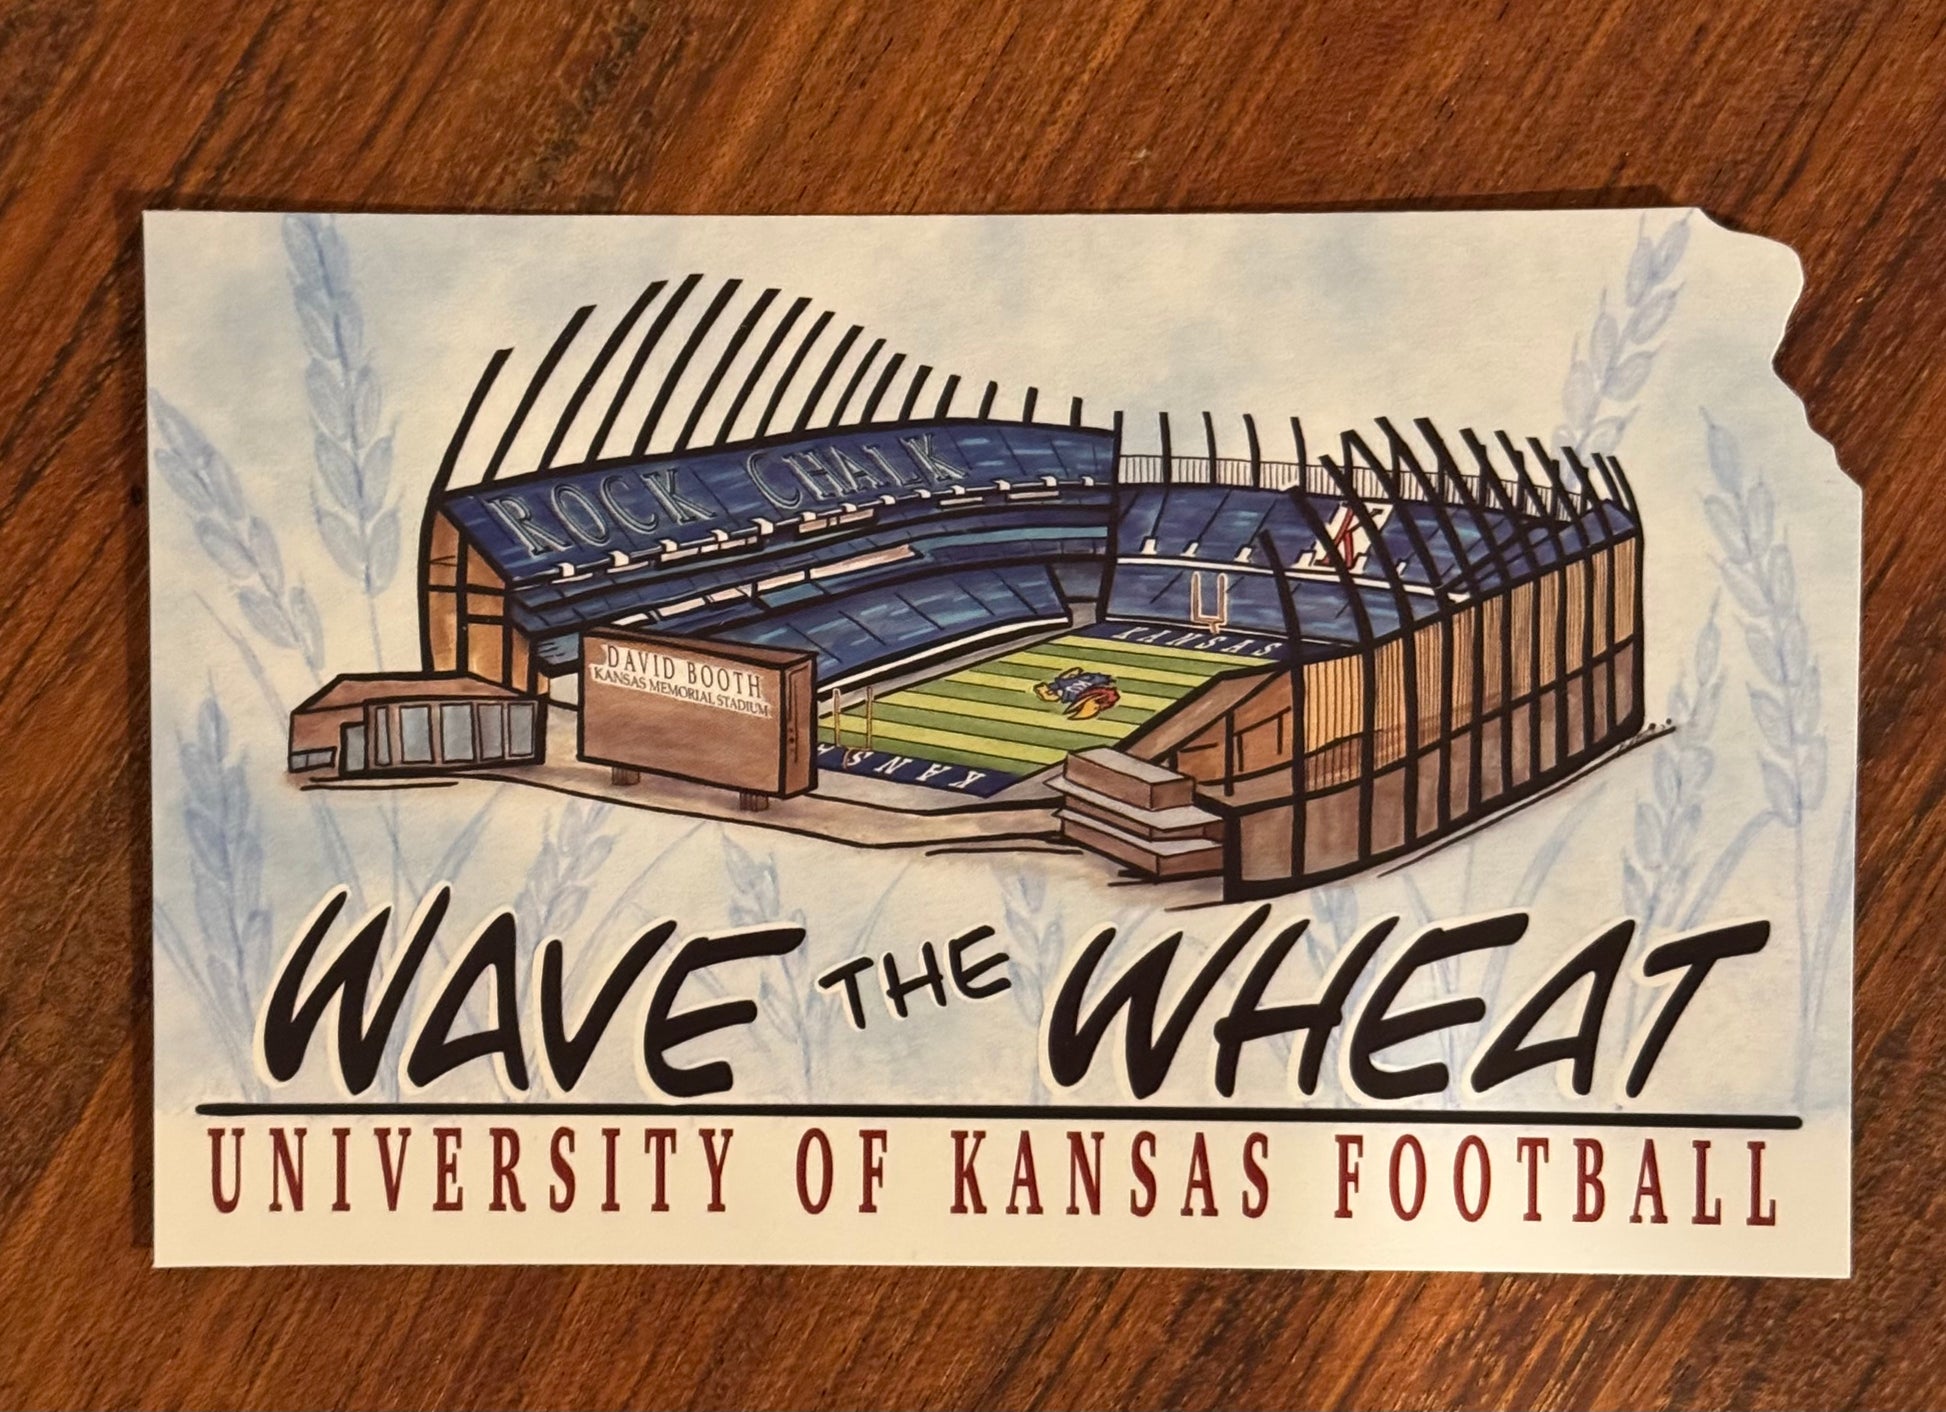 ROCK CHALK
K
KANSAS
DAVID BOOTH
KANSAS MEMORIAL STADIUM
KANSAS
WAVE THE WHEAT
UNIVERSITY OF KANSAS FOOTBALL